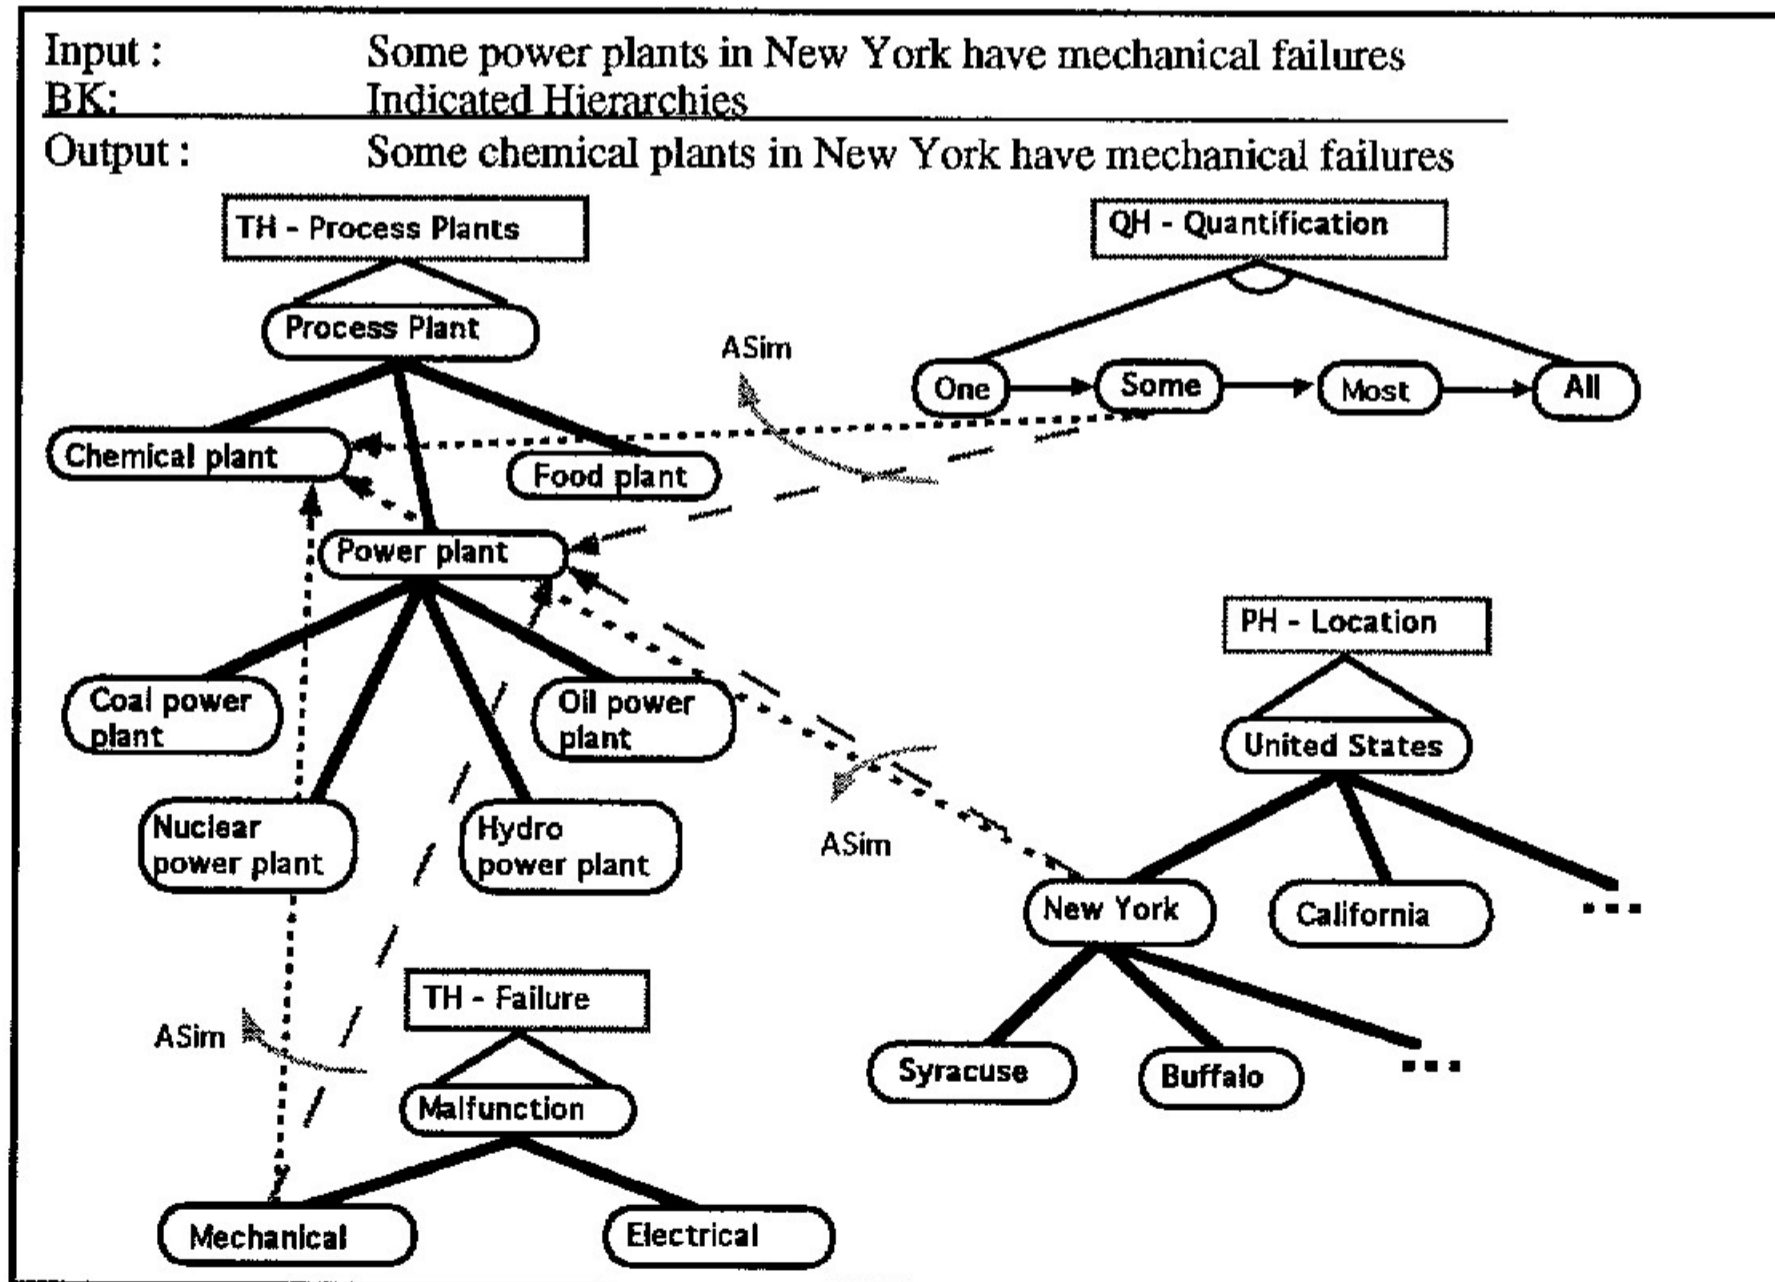 Input : Some power plants in New York have mechanical failures
BK: Indicated Hierarchies
Output : Some chemical plants in New York have mechanical failures
TH - Process Plants
QH - Quantification
Process Plant
ASim
One
Some
Most
All
Chemical plant
Food plant
Power plant
PH - Location
Coal power
plant
Oil power
plant
United States
Nuclear
power plant
Hydro
power plant
ASim
New York
California
...
TH - Failure
ASim
Syracuse
Buffalo
...
Malfunction
Mechanical
Electrical